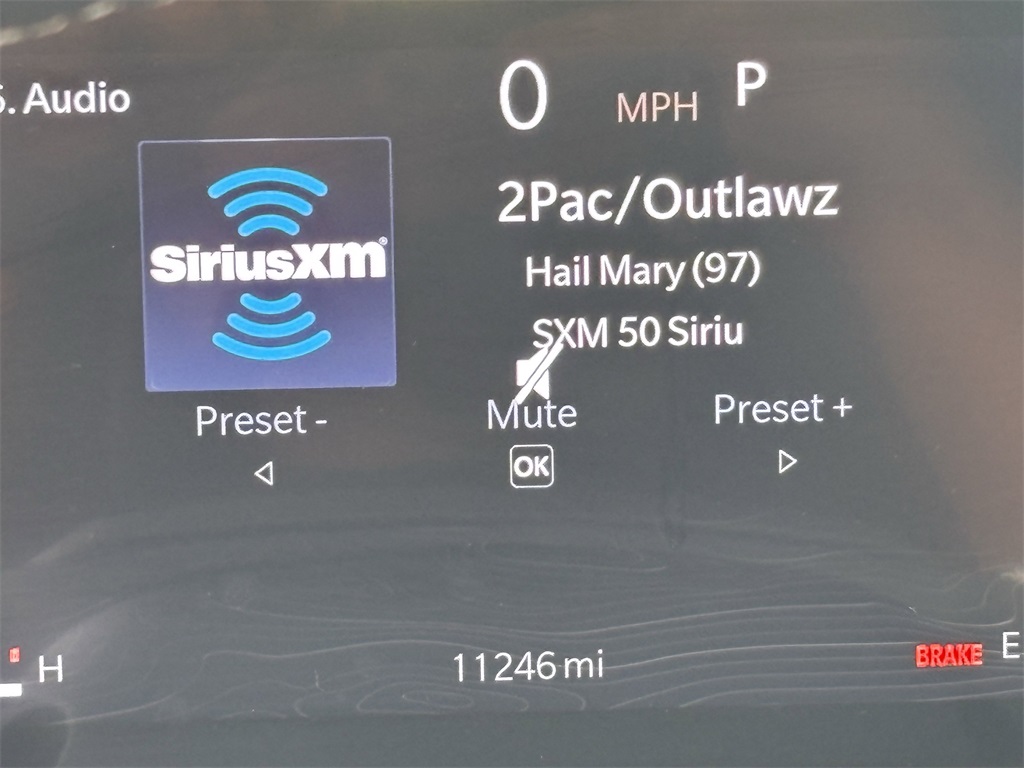 5. Audio
0 MPH P
siriusxm®
2Pac/Outlawz
Hail Mary (97)
SXM 50 Siriu
Preset -
Mute
Preset +
OK
H
11246 mi
BRAKE
E